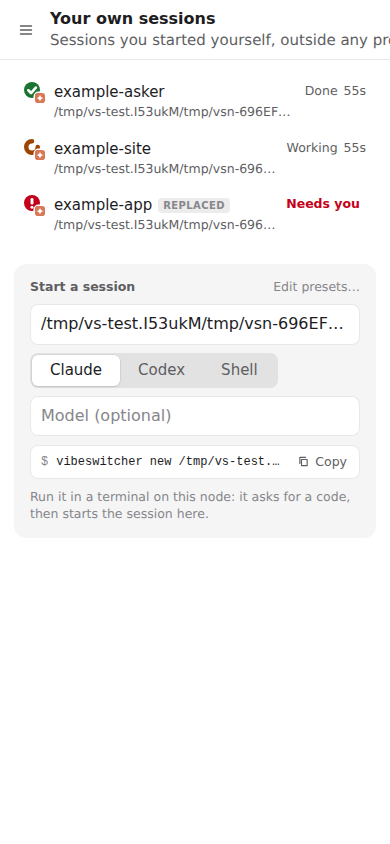 Your own sessions
Sessions you started yourself, outside any pr
example-asker Done 55s
/tmp/vs-test.I53ukM/tmp/vsn-696EF…
example-site Working 55s
/tmp/vs-test.I53ukM/tmp/vsn-696…
example-app REPLACED Needs you
/tmp/vs-test.I53ukM/tmp/vsn-696…
Start a session Edit presets…
/tmp/vs-test.I53ukM/tmp/vsn-696EF…
Claude Codex Shell
Model (optional)
$ vibeswitcher new /tmp/vs-test.… Copy
Run it in a terminal on this node: it asks for a code,
then starts the session here.